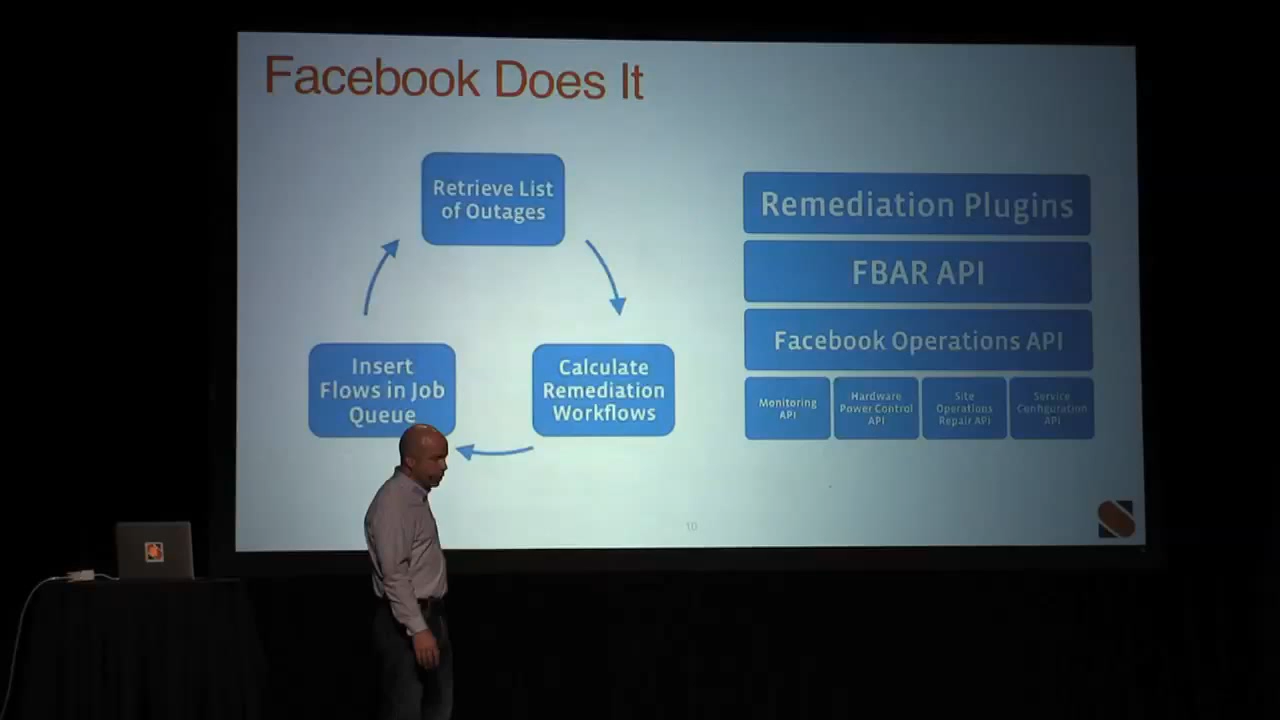 Facebook Does It
Retrieve List
of Outages
Insert
Flows in Job
Queue
Calculate
Remediation
Workflows
Remediation Plugins
FBAR API
Facebook Operations API
Monitoring
API
Hardware
Power Control
API
Site
Operations
Repair API
Service
Configuration
API
10